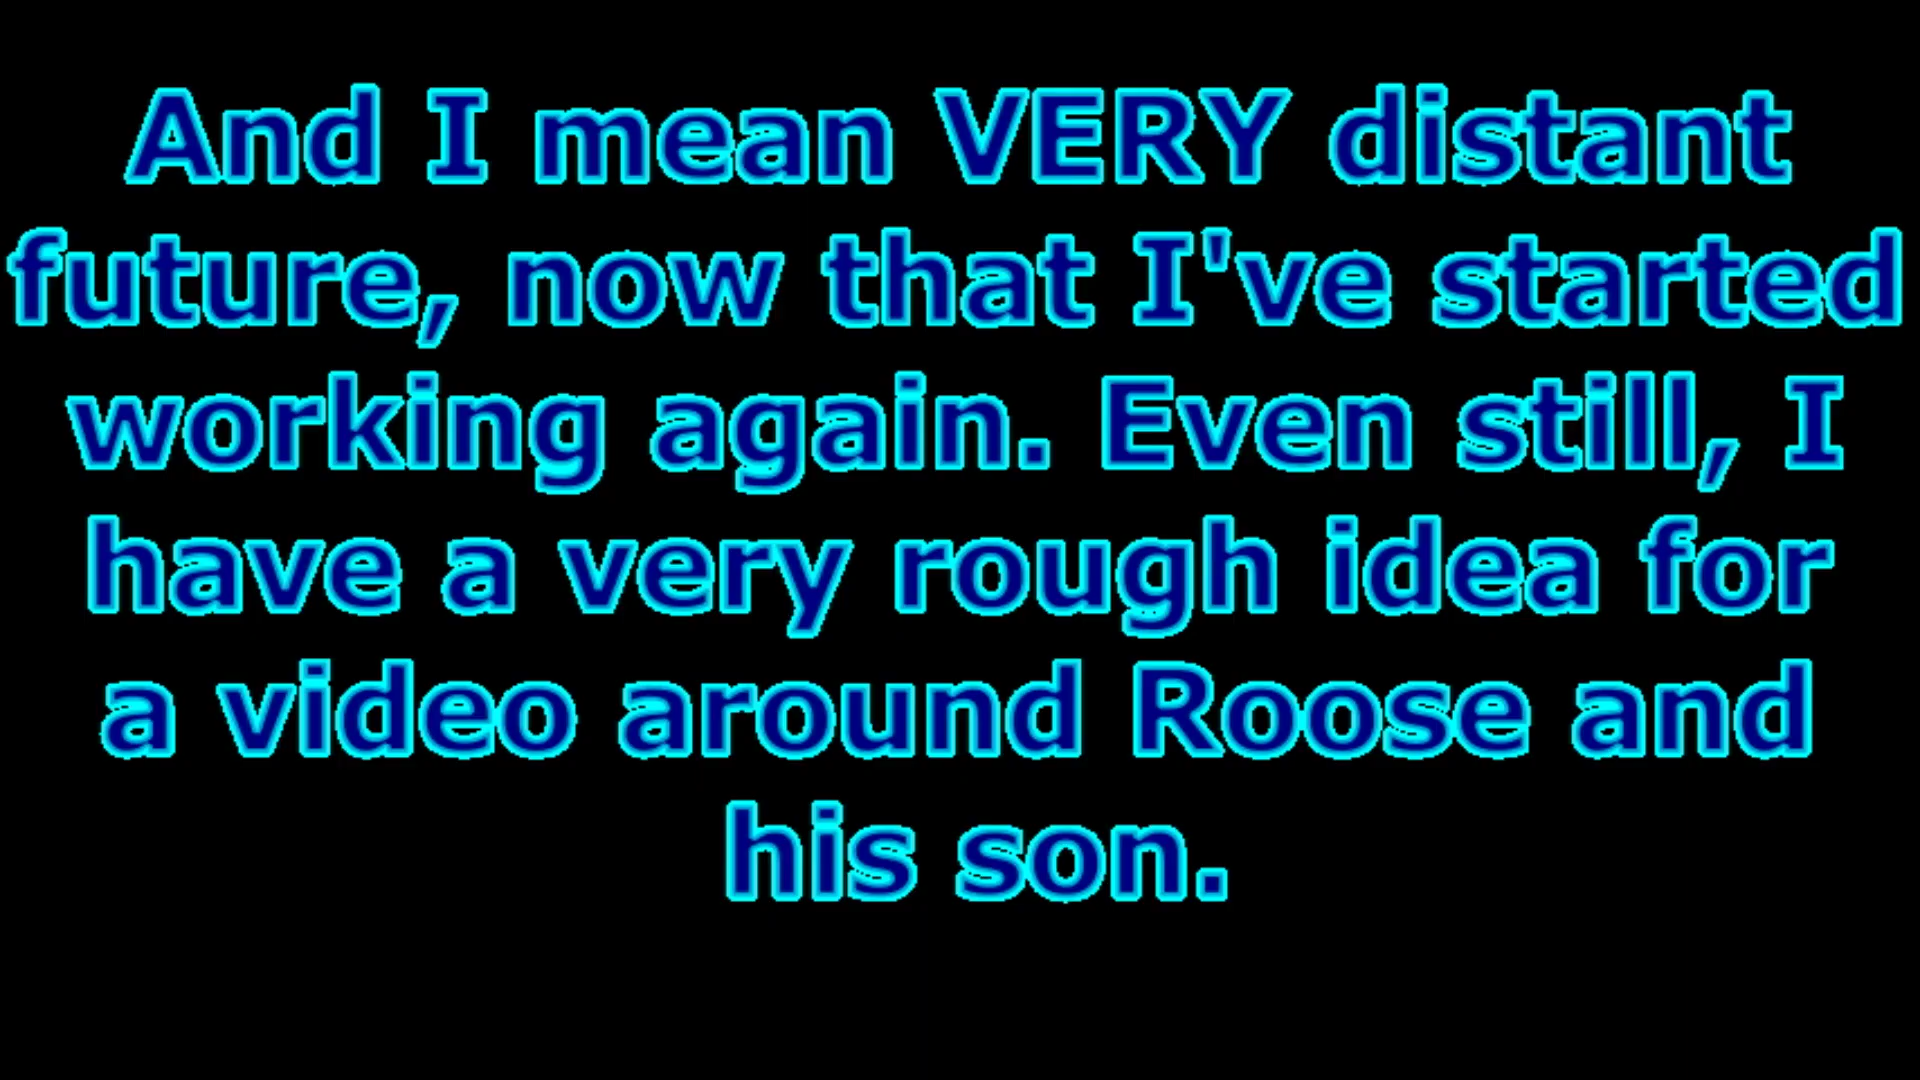 And I mean VERY distant
future, now that I've started
working again. Even still, I
have a very rough idea for
a video around Roose and
his son.